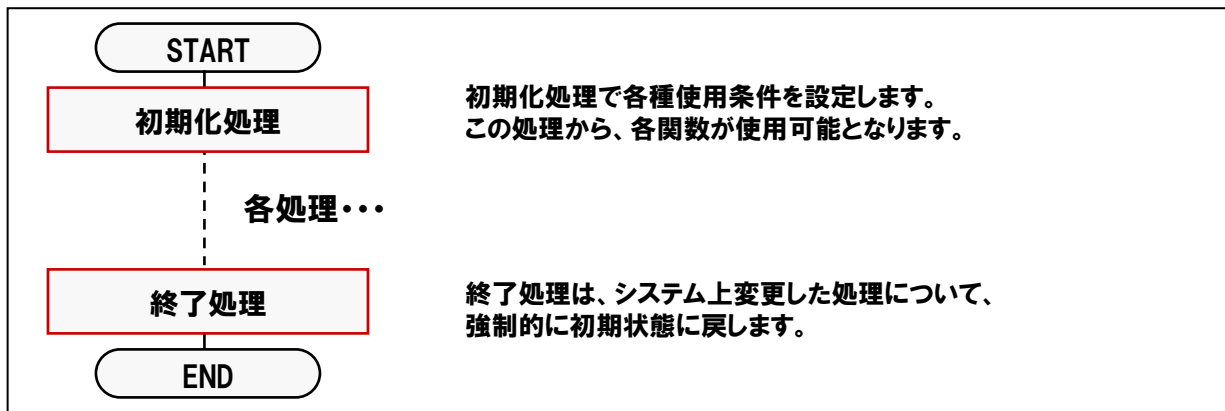 START
初期化処理
初期化処理で各種使用条件を設定します。
この処理から、各関数が使用可能となります。
各処理・・・
終了処理
終了処理は、システム上変更した処理について、
強制的に初期状態に戻します。
END